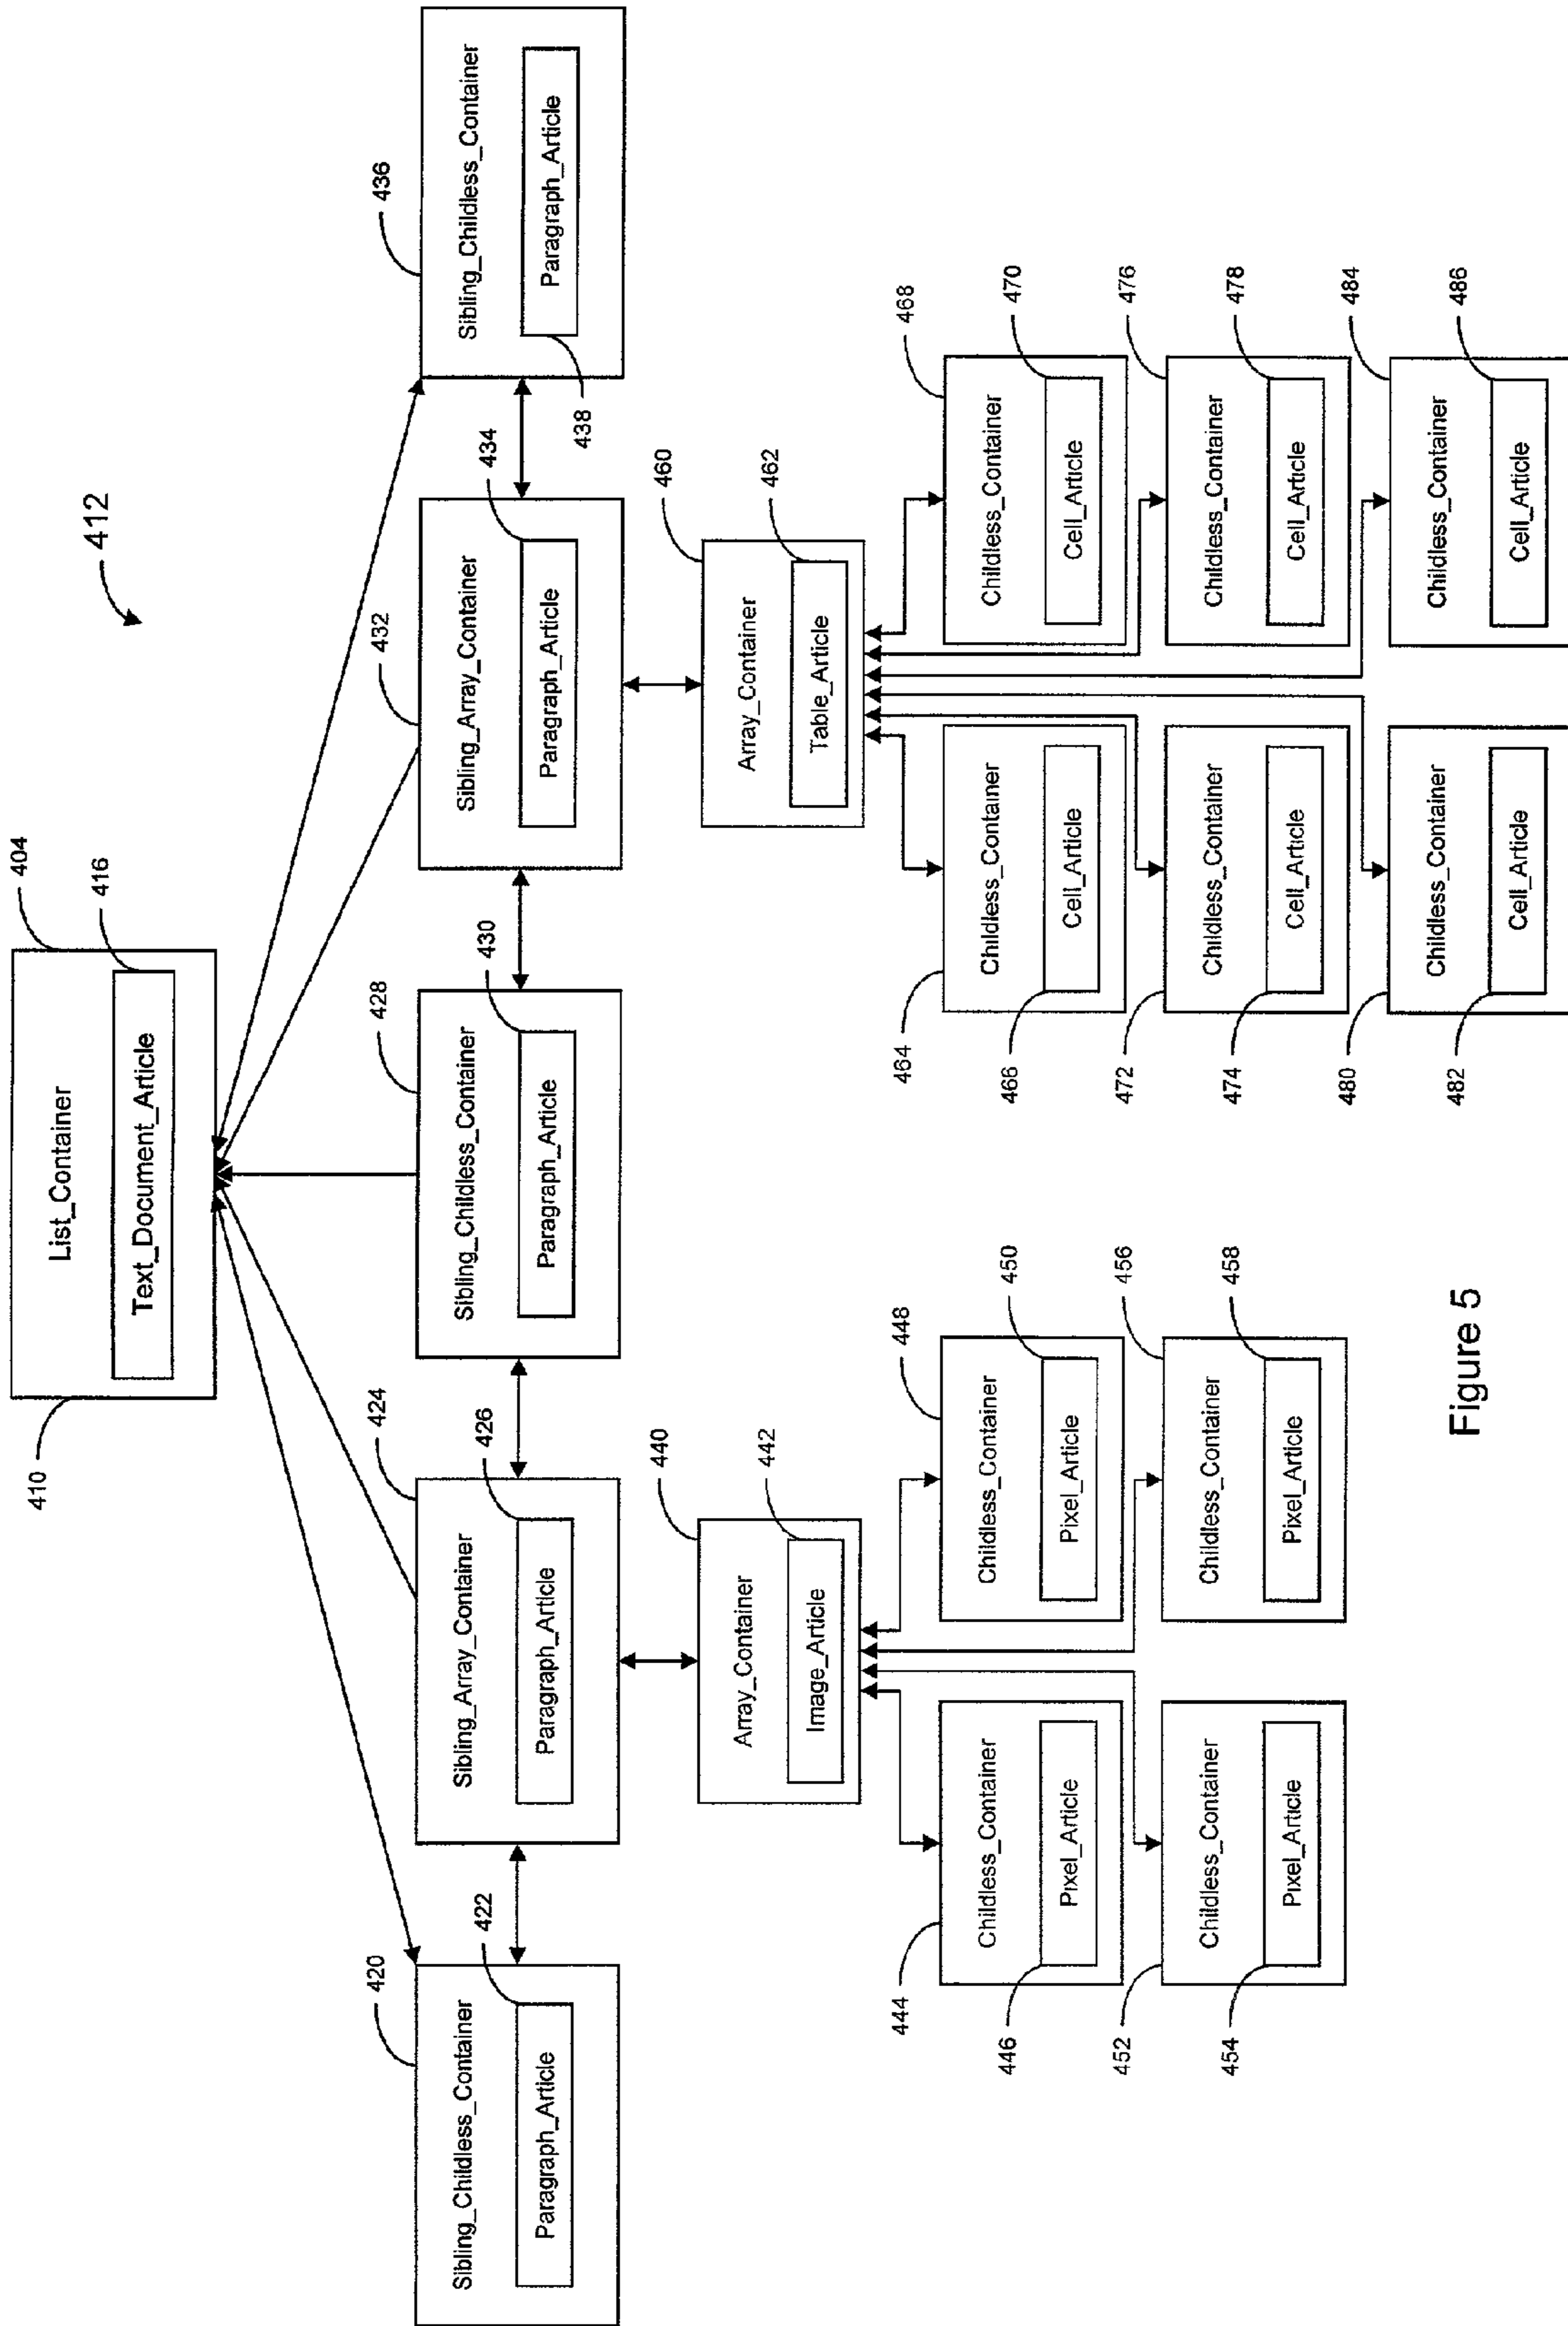 412
List_Container
Text_Document_Article
410
404
416
Sibling_Childless_Container
Paragraph_Article
420
422
Sibling_Array_Container
Paragraph_Article
424
426
Sibling_Childless_Container
Paragraph_Article
428
430
Sibling_Array_Container
Paragraph_Article
432
434
Sibling_Childless_Container
Paragraph_Article
436
438
Array_Container
Image_Article
440
442
Array_Container
Table_Article
460
462
Childless_Container
Pixel_Article
444
446
Childless_Container
Pixel_Article
448
450
Childless_Container
Pixel_Article
452
454
Childless_Container
Pixel_Article
456
458
Childless_Container
Cell_Article
464
466
Childless_Container
Cell_Article
468
470
Childless_Container
Cell_Article
472
474
Childless_Container
Cell_Article
476
478
Childless_Container
Cell_Article
480
482
Childless_Container
Cell_Article
484
486
Figure 5